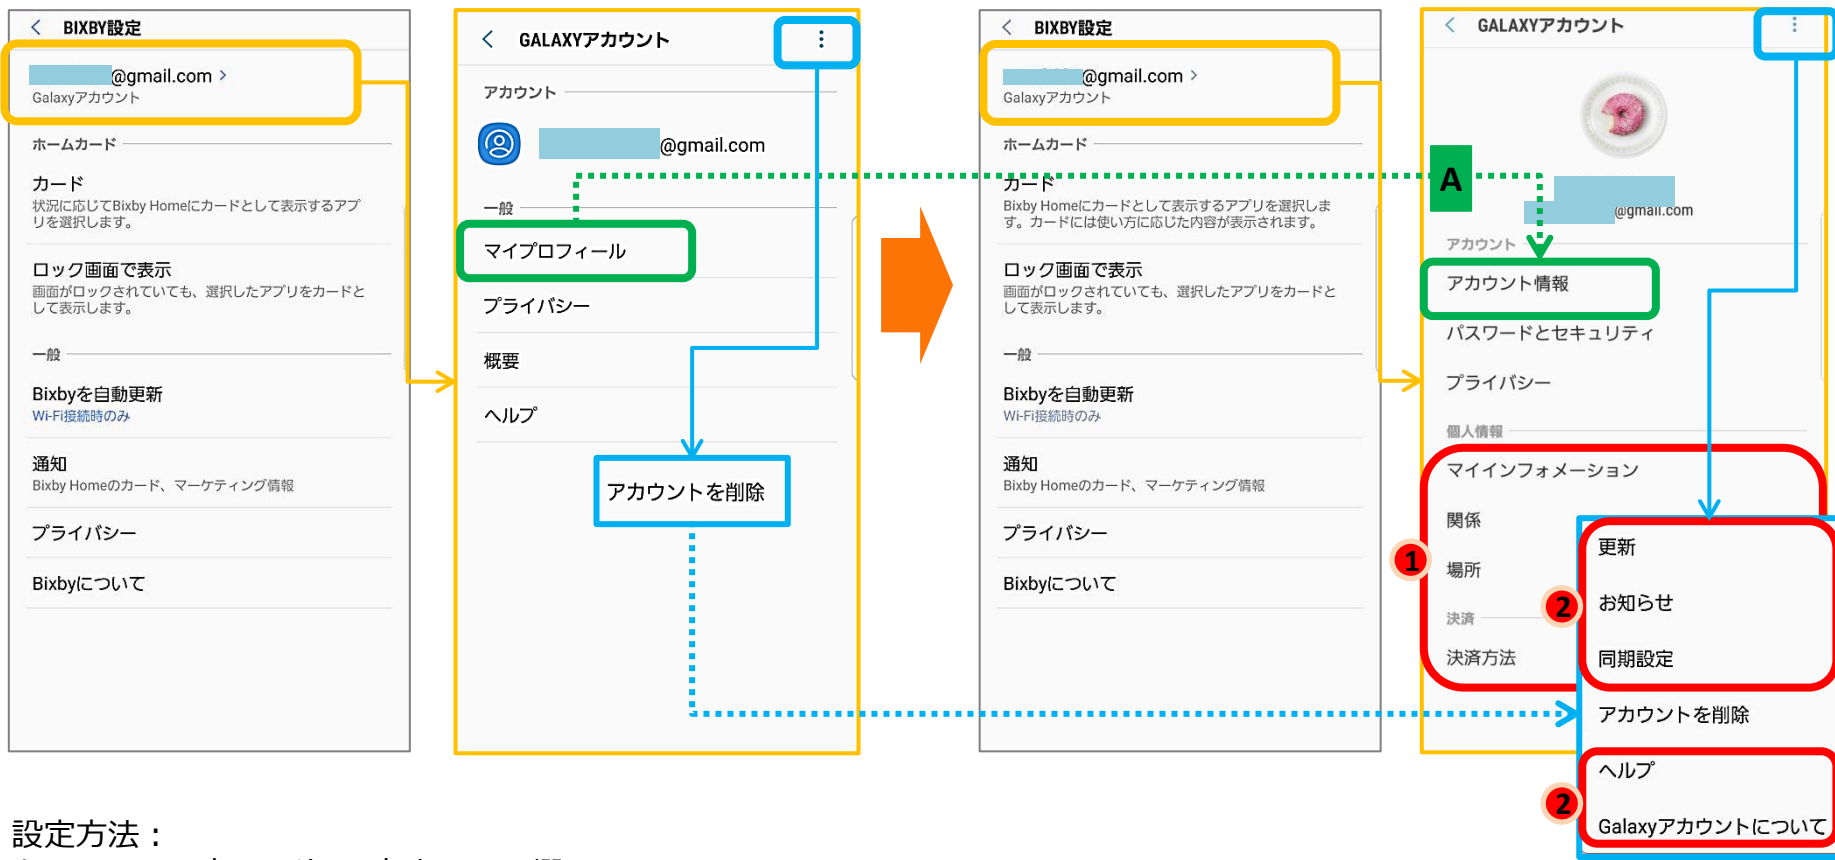 BIXBY設定
@gmail.com >
Galaxyアカウント
ホームカード
カード
状況に応じてBixby Homeにカードとして表示するアプ
リを選択します。
ロック画面で表示
画面がロックされていても、選択したアプリをカードと
して表示します。
一般
Bixbyを自動更新
Wi-Fi接続時のみ
通知
Bixby Homeのカード、マーケティング情報
プライバシー
Bixbyについて
GALAXYアカウント
アカウント
@gmail.com
一般
マイプロフィール
プライバシー
概要
ヘルプ
アカウントを削除
BIXBY設定
@gmail.com >
Galaxyアカウント
ホームカード
カード
Bixby Homeにカードとして表示するアプリを選択しま
す。カードには使い方に応じた内容が表示されます。
ロック画面で表示
画面がロックされていても、選択したアプリをカードと
して表示します。
一般
Bixbyを自動更新
Wi-Fi接続時のみ
通知
Bixby Homeのカード、マーケティング情報
プライバシー
Bixbyについて
GALAXYアカウント
A
@gmail.com
アカウント
アカウント情報
パスワードとセキュリティ
プライバシー
個人情報
マイインフォメーション
関係
場所
決済
決済方法
1
2
更新
お知らせ
同期設定
アカウントを削除
2
ヘルプ
Galaxyアカウントについて
設定方法：